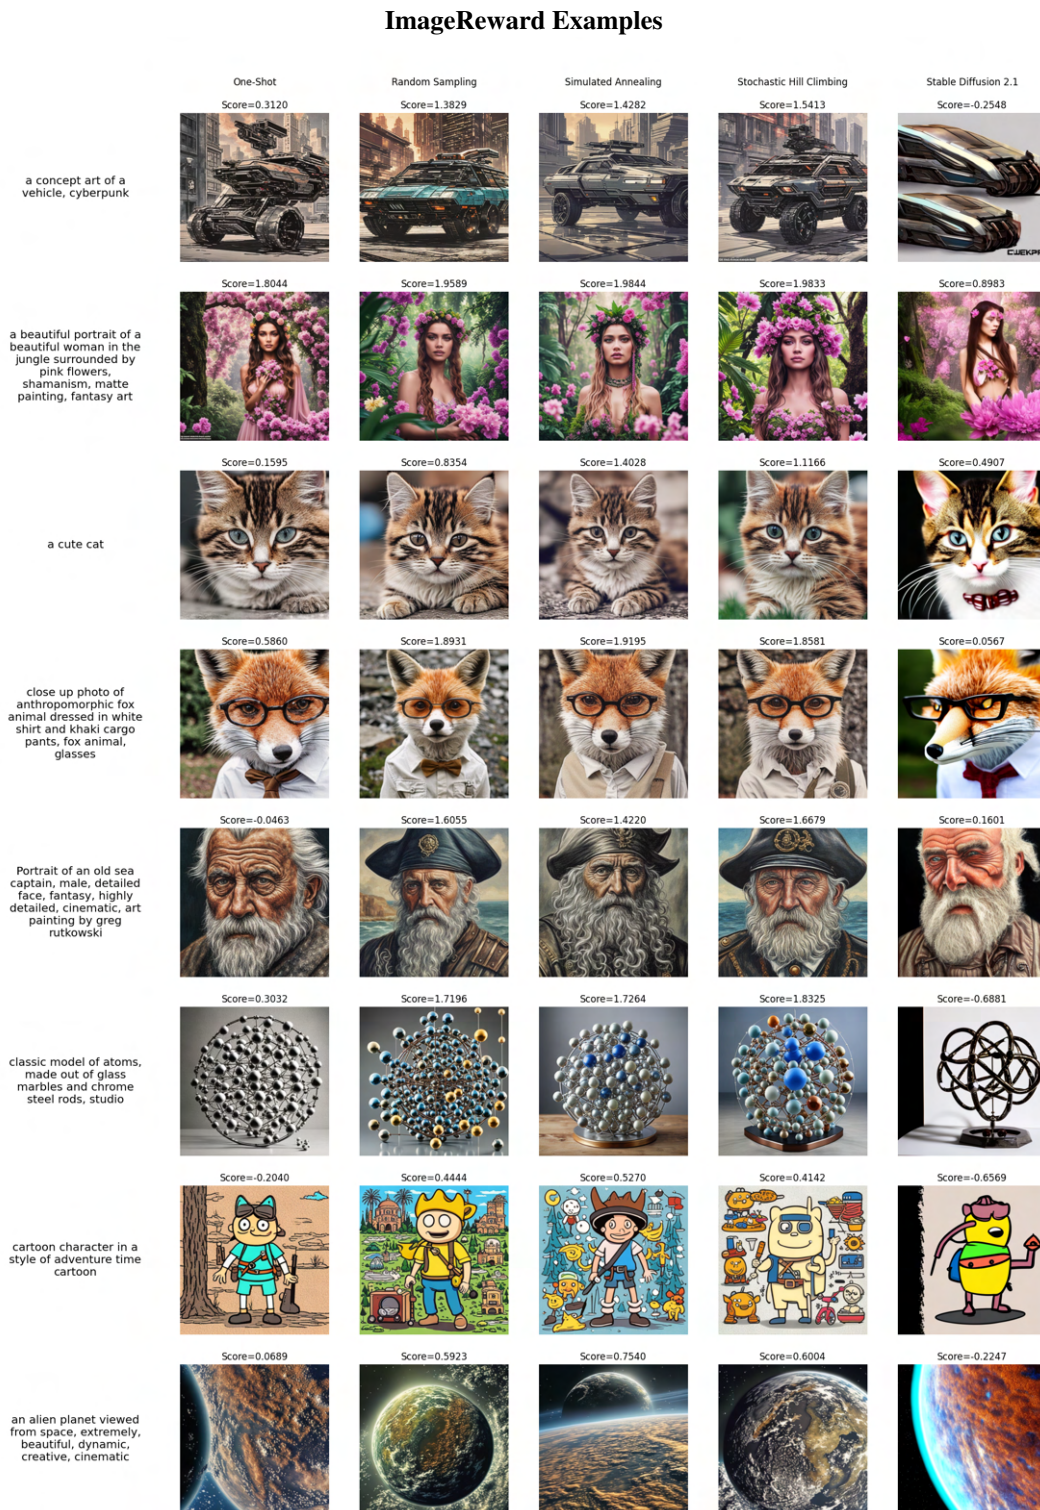 ImageReward Examples
One-Shot Random Sampling Simulated Annealing Stochastic Hill Climbing Stable Diffusion 2.1
Score=0.3120 Score=1.3829 Score=1.4282 Score=1.5413 Score=-0.2548
a concept art of a
vehicle, cyberpunk
Score=1.8044 Score=1.9589 Score=1.9844 Score=1.9833 Score=0.8983
a beautiful portrait of a
beautiful woman in the
jungle surrounded by
pink flowers,
shamanism, matte
painting, fantasy art
Score=0.1595 Score=0.8354 Score=1.4028 Score=1.1166 Score=0.4907
a cute cat
Score=0.5860 Score=1.8931 Score=1.9195 Score=1.8581 Score=0.0567
close up photo of
anthropomorphic fox
animal dressed in white
shirt and khaki cargo
pants, fox animal,
glasses
Score=-0.0463 Score=1.6055 Score=1.4220 Score=1.6679 Score=0.1601
Portrait of an old sea
captain, male, detailed
face, fantasy, highly
detailed, cinematic, art
painting by greg
rutkowski
Score=0.3032 Score=1.7196 Score=1.7264 Score=1.8325 Score=-0.6881
classic model of atoms,
made out of glass
marbles and chrome
steel rods, studio
Score=-0.2040 Score=0.4444 Score=0.5270 Score=0.4142 Score=-0.6569
cartoon character in a
style of adventure time
cartoon
Score=0.0689 Score=0.5923 Score=0.7540 Score=0.6004 Score=-0.2247
an alien planet viewed
from space, extremely,
beautiful, dynamic,
creative, cinematic